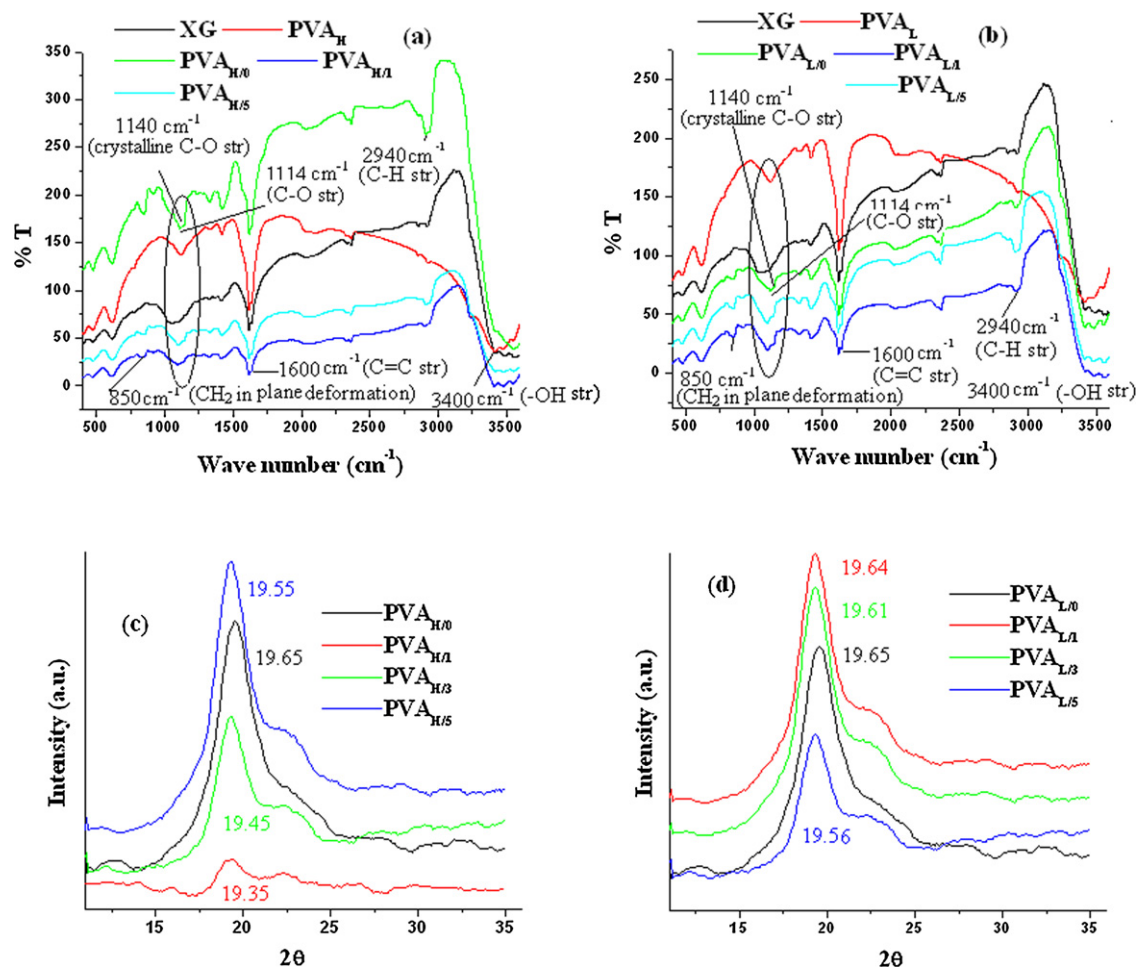 XG PVA_H (a)
PVA_H/0 PVA_H/1
PVA_H/5
350
300
250
200
150
100
50
0
% T
1140 cm⁻¹
(crystalline C-O str)
1114 cm⁻¹
(C-O str)
2940 cm⁻¹
(C-H str)
1600 cm⁻¹ (C=C str)
850 cm⁻¹
(CH₂ in plane deformation)
3400 cm⁻¹ (-OH str)
500 1000 1500 2000 2500 3000 3500
Wave number (cm⁻¹)
XG PVA_L (b)
PVA_L/0 PVA_L/1
PVA_L/5
250
200
150
100
50
0
% T
1140 cm⁻¹
(crystalline C-O str)
1114 cm⁻¹
(C-O str)
2940 cm⁻¹
(C-H str)
1600 cm⁻¹
(C=C str)
850 cm⁻¹
(CH₂ in plane deformation)
3400 cm⁻¹ (-OH str)
500 1000 1500 2000 2500 3000 3500
Wave number (cm⁻¹)
(c)
19.55
19.65
19.45
19.35
PVA_H/0
PVA_H/1
PVA_H/3
PVA_H/5
Intensity (a.u.)
15 20 25 30 35
2θ
(d)
19.64
19.61
19.65
19.56
PVA_L/0
PVA_L/1
PVA_L/3
PVA_L/5
Intensity (a.u.)
15 20 25 30 35
2θ